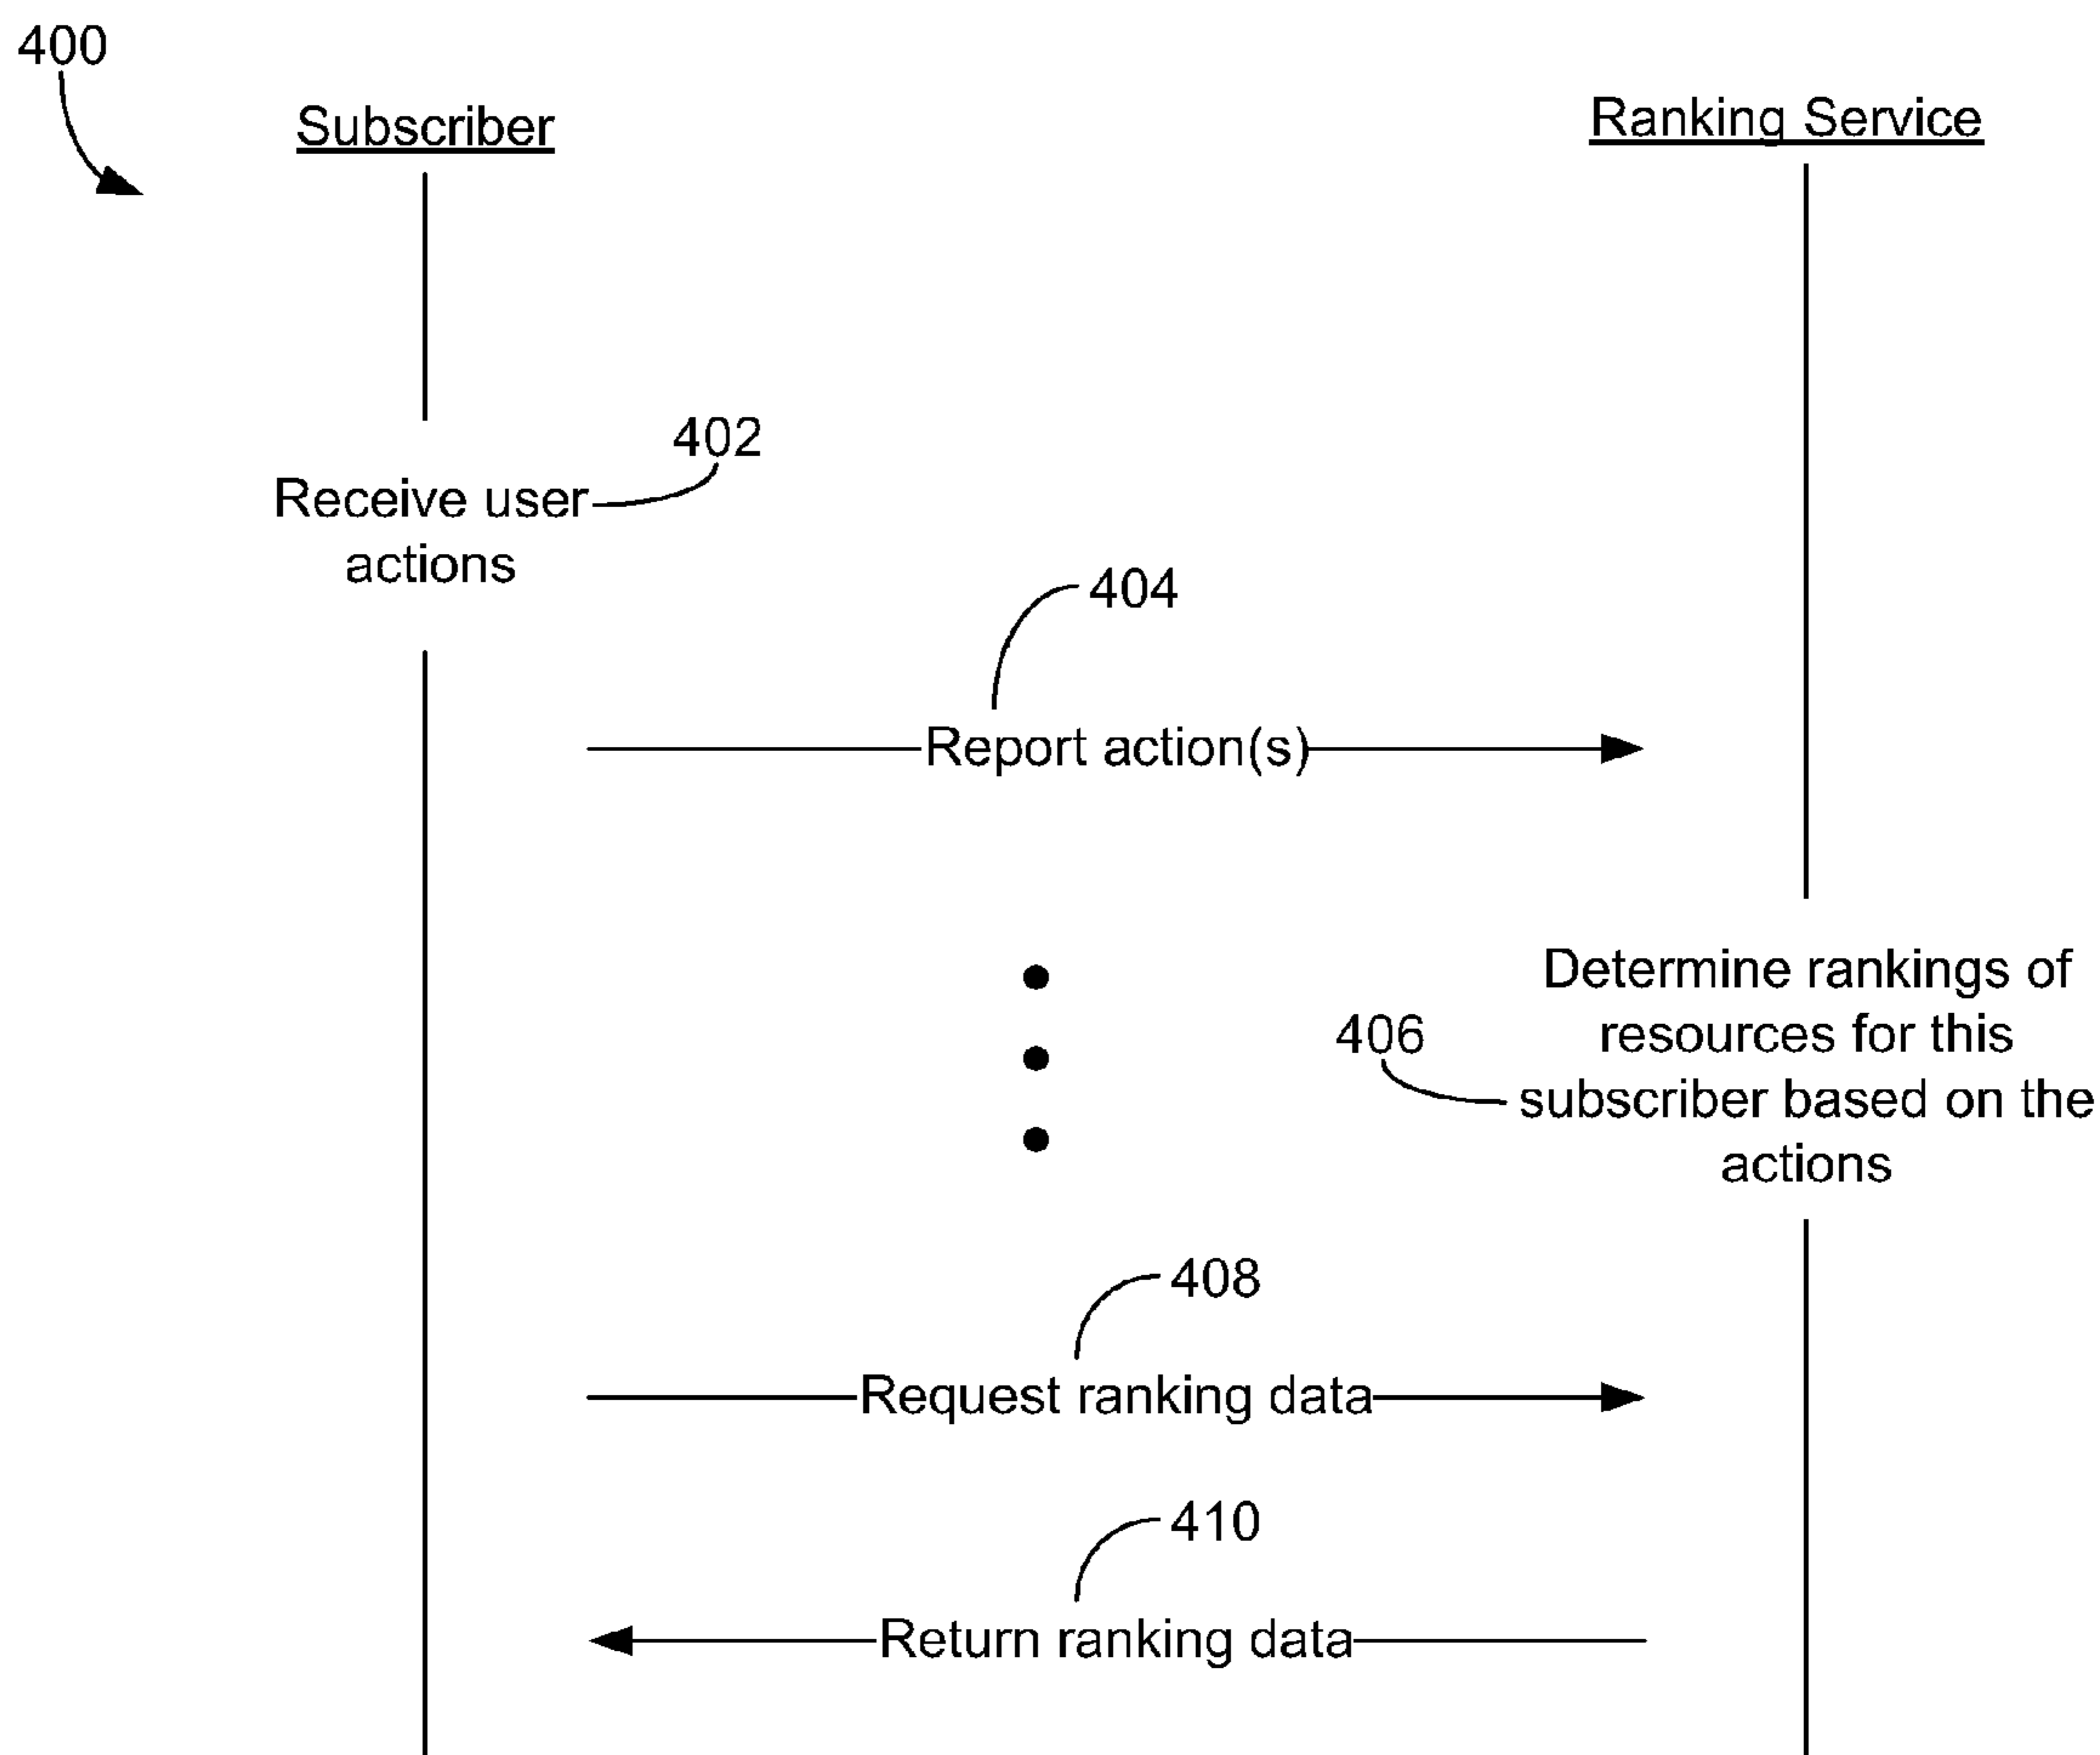 400
Subscriber
Ranking Service
402
Receive user
actions
404
Report action(s)
Determine rankings of
resources for this
406
subscriber based on the
actions
408
Request ranking data
410
Return ranking data